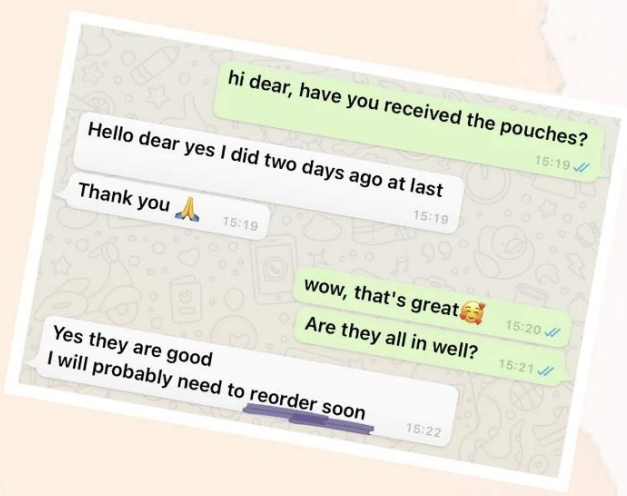 hi dear, have you received the pouches?
15:19
Hello dear yes I did two days ago at last
15:19
Thank you 🙏 15:19
wow, that's great🥰 15:20
Are they all in well? 15:21
Yes they are good
I will probably need to reorder soon
15:22